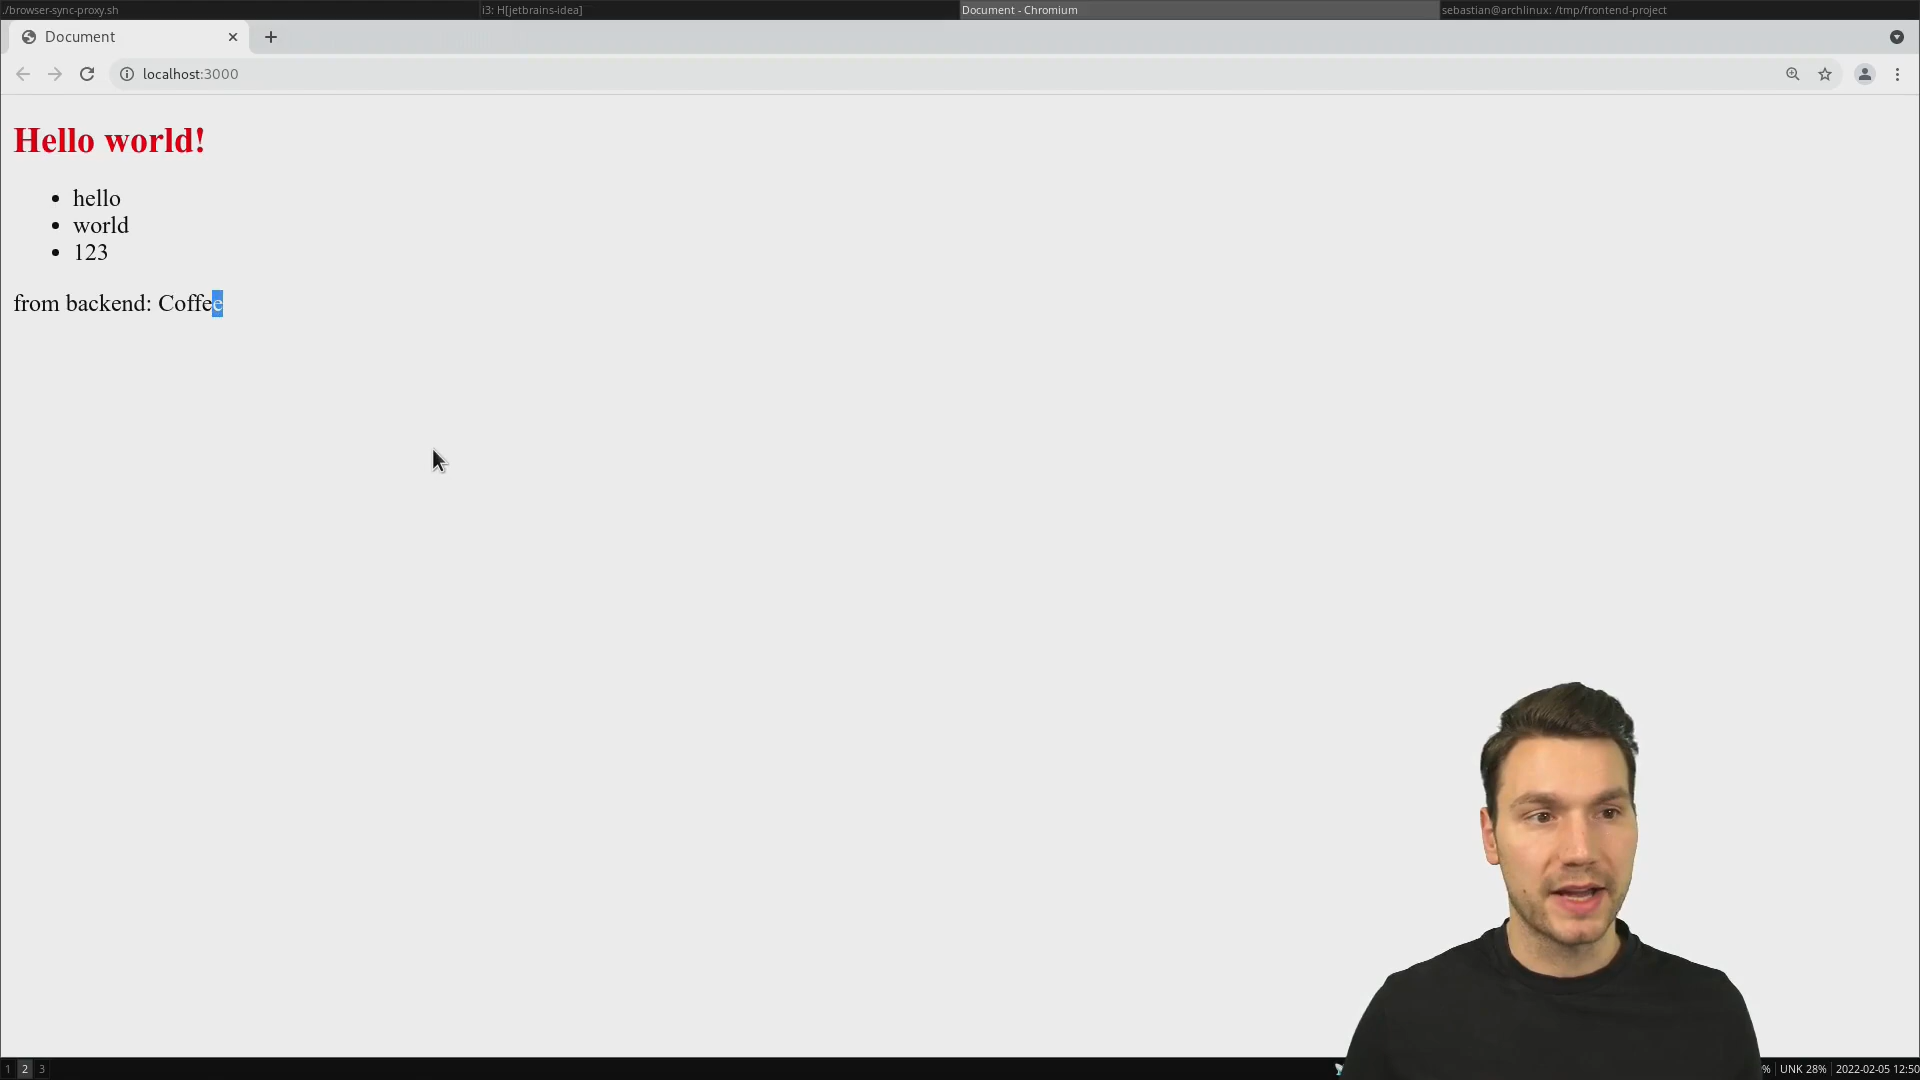 ./browser-sync-proxy.sh
i3: H[jetbrains-idea]
Document - Chromium
sebastian@archlinux: /tmp/frontend-project
Document
localhost:3000
Hello world!
• hello
• world
• 123
from backend: Coffee
1 2 3
% UNK 28% 2022-02-05 12:50